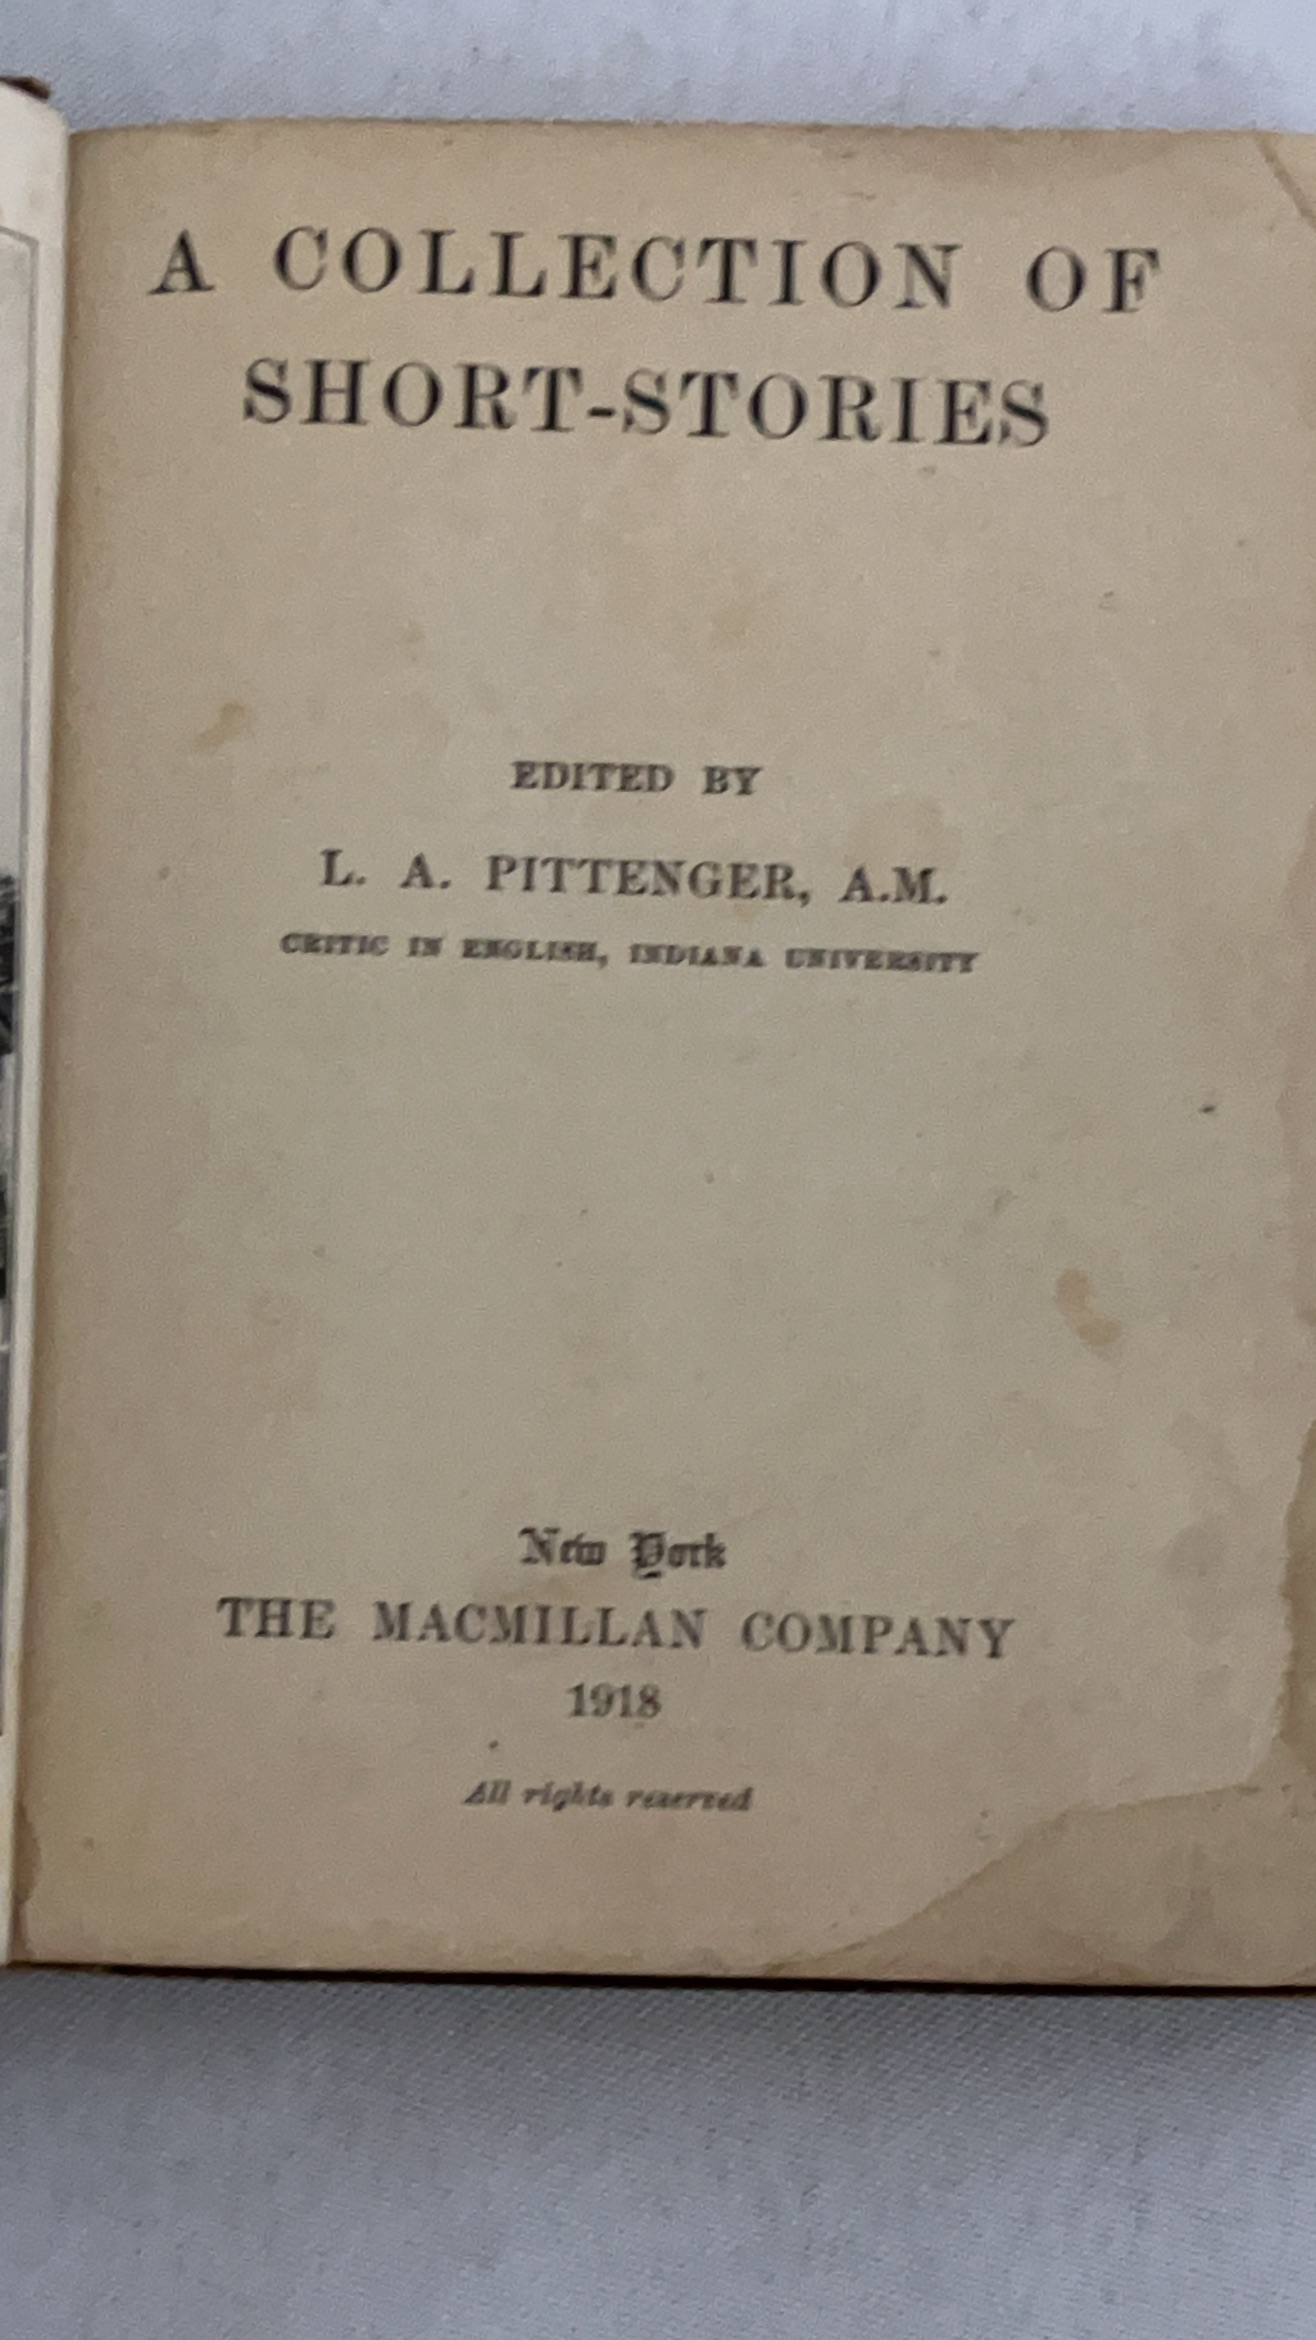 A COLLECTION OF
SHORT-STORIES
EDITED BY
L. A. PITTENGER, A.M.
CRITIC IN ENGLISH, INDIANA UNIVERSITY
New York
THE MACMILLAN COMPANY
1918
All rights reserved